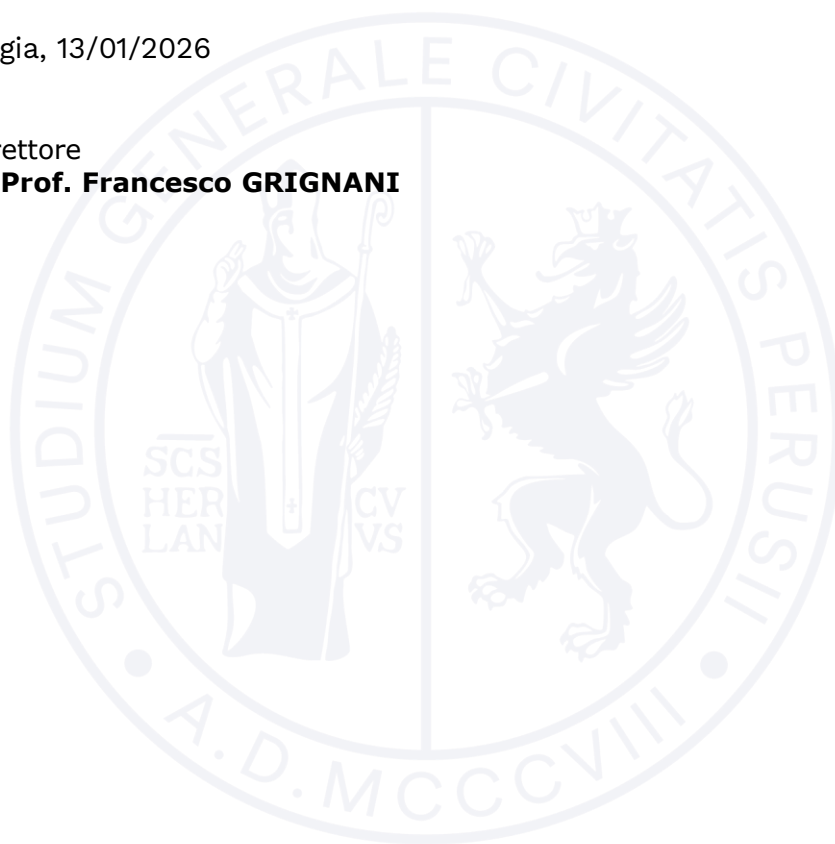 gia, 13/01/2026
ettore
Prof. Francesco GRIGNANI
STUDIUM GENERALE CIVITATIS PERUSII
SCS
HER
LAN
CV
VS
A.D. MCCCVIII